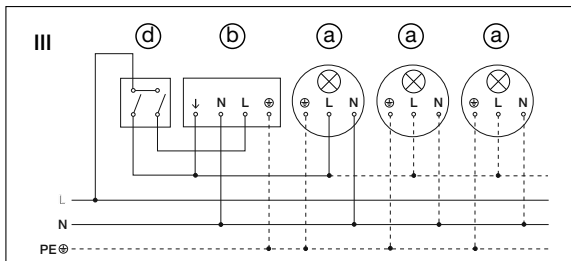 III
d b a a a
↓ N L ⏚ ⏚ L N ⏚ L N ⏚ L N
L
N
PE ⏚